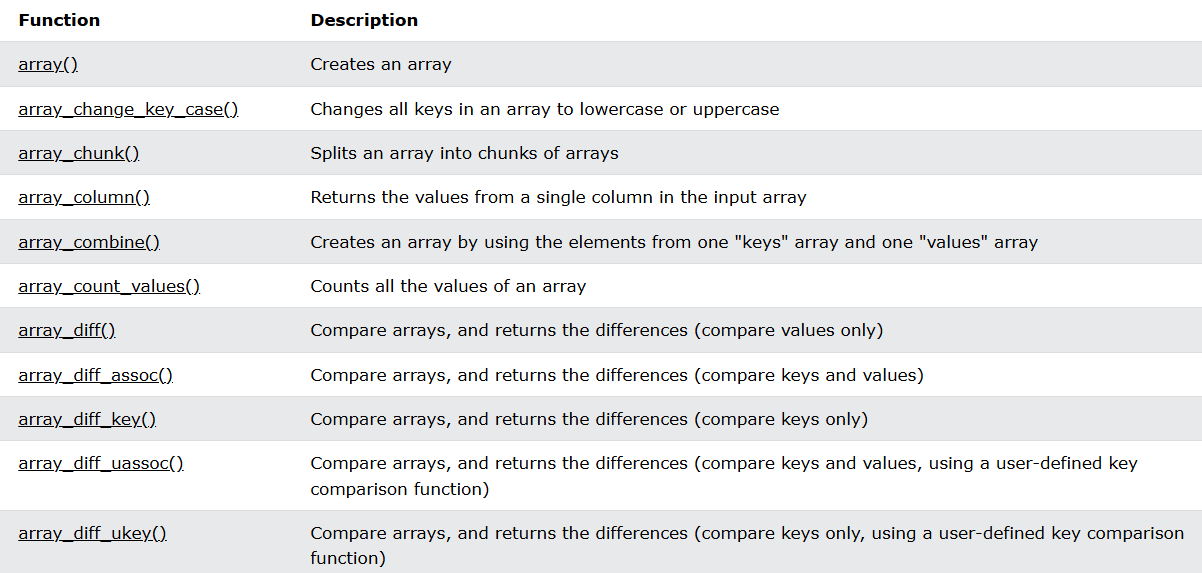 Function Description
array() Creates an array
array_change_key_case() Changes all keys in an array to lowercase or uppercase
array_chunk() Splits an array into chunks of arrays
array_column() Returns the values from a single column in the input array
array_combine() Creates an array by using the elements from one "keys" array and one "values" array
array_count_values() Counts all the values of an array
array_diff() Compare arrays, and returns the differences (compare values only)
array_diff_assoc() Compare arrays, and returns the differences (compare keys and values)
array_diff_key() Compare arrays, and returns the differences (compare keys only)
array_diff_uassoc() Compare arrays, and returns the differences (compare keys and values, using a user-defined key
comparison function)
array_diff_ukey() Compare arrays, and returns the differences (compare keys only, using a user-defined key comparison
function)